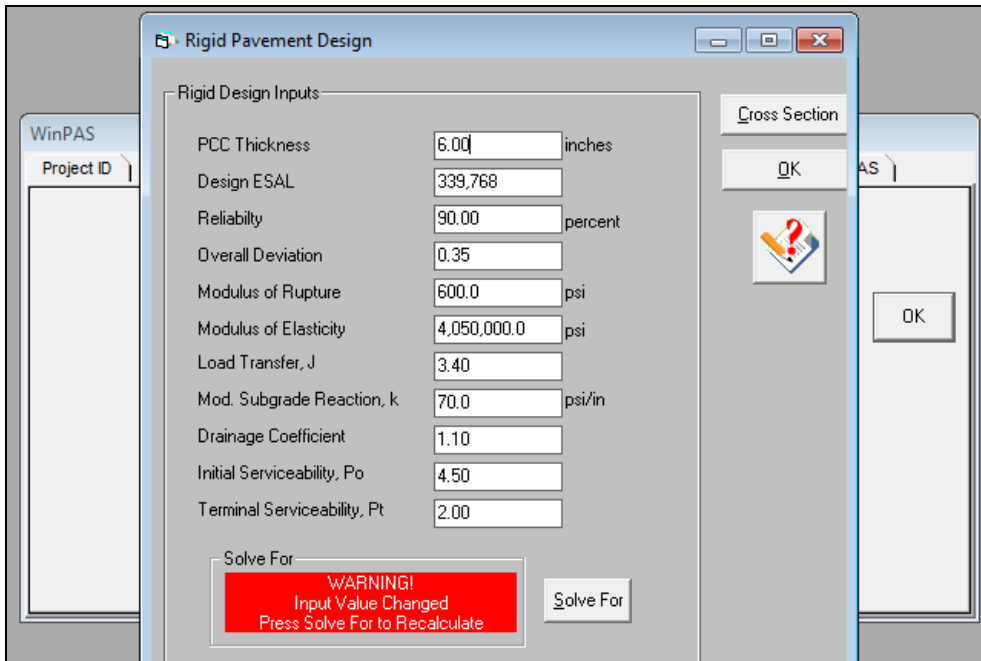 Rigid Pavement Design
WinPAS
Project ID
AS
OK
Rigid Design Inputs
PCC Thickness 6.00 inches
Design ESAL 339,768
Reliabilty 90.00 percent
Overall Deviation 0.35
Modulus of Rupture 600.0 psi
Modulus of Elasticity 4,050,000.0 psi
Load Transfer, J 3.40
Mod. Subgrade Reaction, k 70.0 psi/in
Drainage Coefficient 1.10
Initial Serviceability, Po 4.50
Terminal Serviceability, Pt 2.00
Solve For
WARNING!
Input Value Changed
Press Solve For to Recalculate
Solve For
Cross Section
OK